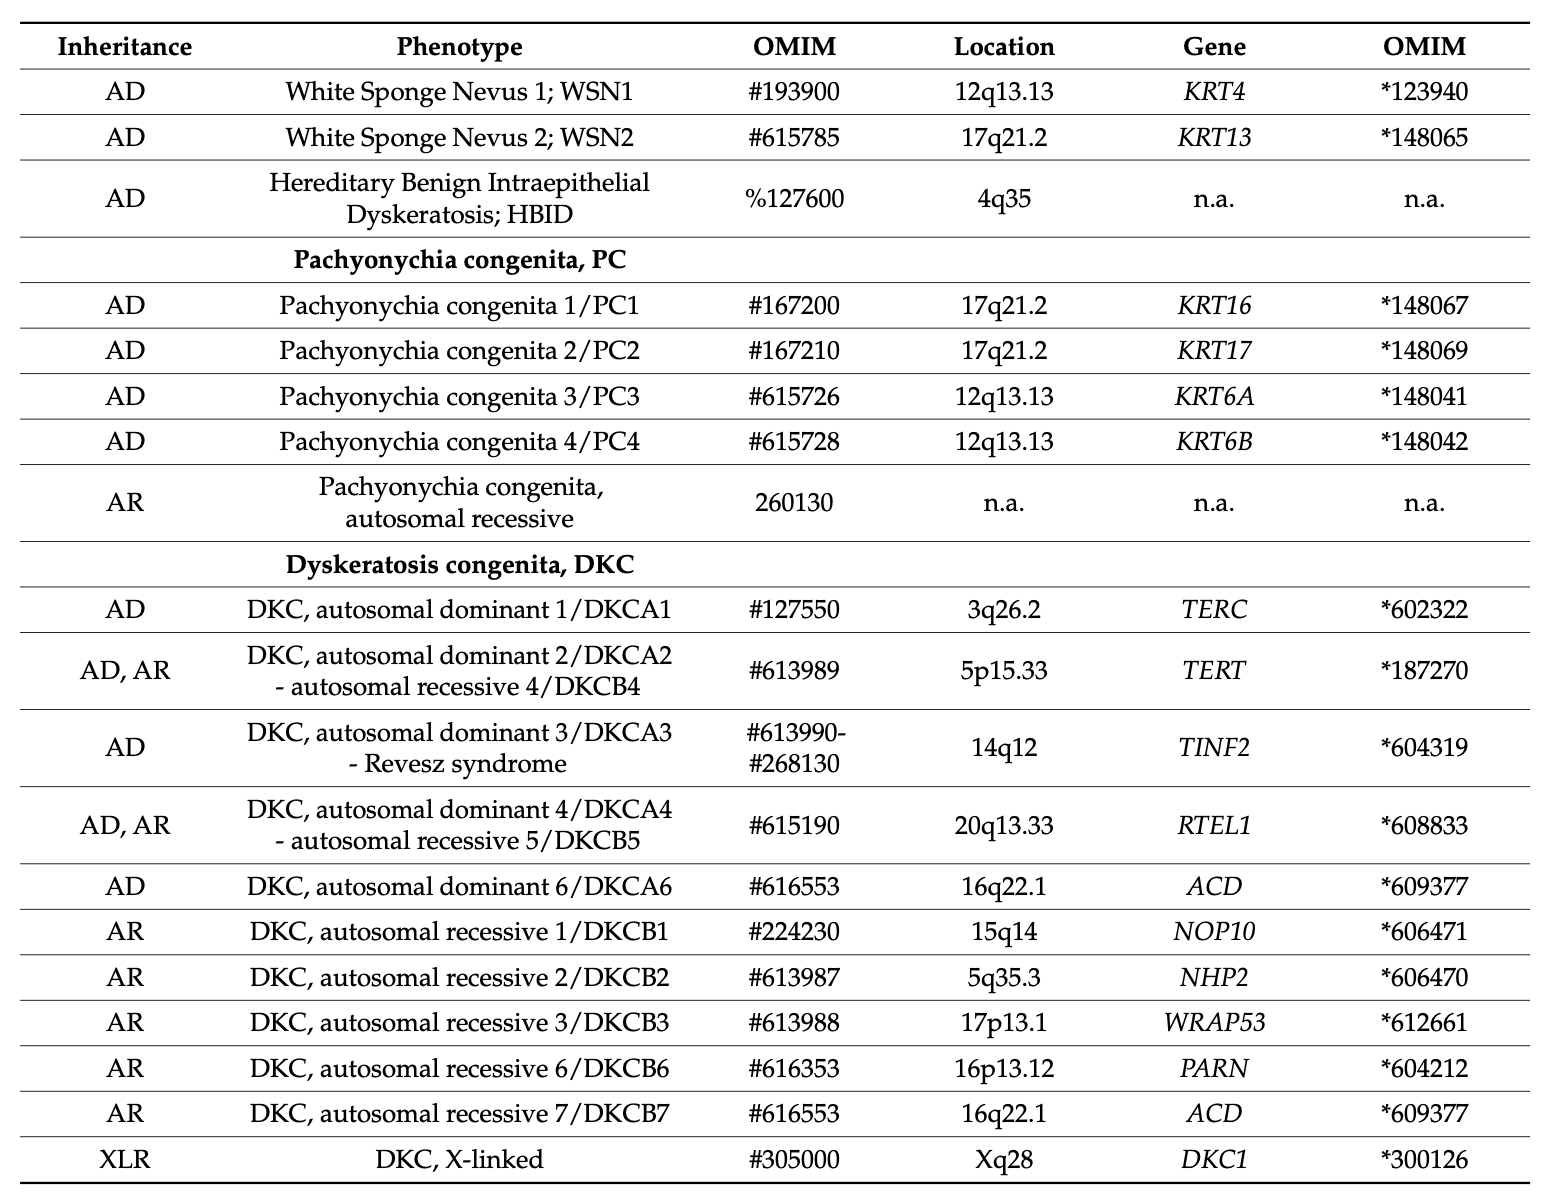 Inheritance Phenotype OMIM Location Gene OMIM
AD White Sponge Nevus 1; WSN1 #193900 12q13.13 KRT4 *123940
AD White Sponge Nevus 2; WSN2 #615785 17q21.2 KRT13 *148065
AD Hereditary Benign Intraepithelial
Dyskeratosis; HBID %127600 4q35 n.a. n.a.
Pachyonychia congenita, PC
AD Pachyonychia congenita 1/PC1 #167200 17q21.2 KRT16 *148067
AD Pachyonychia congenita 2/PC2 #167210 17q21.2 KRT17 *148069
AD Pachyonychia congenita 3/PC3 #615726 12q13.13 KRT6A *148041
AD Pachyonychia congenita 4/PC4 #615728 12q13.13 KRT6B *148042
AR Pachyonychia congenita,
autosomal recessive 260130 n.a. n.a. n.a.
Dyskeratosis congenita, DKC
AD DKC, autosomal dominant 1/DKCA1 #127550 3q26.2 TERC *602322
AD, AR DKC, autosomal dominant 2/DKCA2
- autosomal recessive 4/DKCB4 #613989 5p15.33 TERT *187270
AD DKC, autosomal dominant 3/DKCA3
- Revesz syndrome #613990-
#268130 14q12 TINF2 *604319
AD, AR DKC, autosomal dominant 4/DKCA4
- autosomal recessive 5/DKCB5 #615190 20q13.33 RTEL1 *608833
AD DKC, autosomal dominant 6/DKCA6 #616553 16q22.1 ACD *609377
AR DKC, autosomal recessive 1/DKCB1 #224230 15q14 NOP10 *606471
AR DKC, autosomal recessive 2/DKCB2 #613987 5q35.3 NHP2 *606470
AR DKC, autosomal recessive 3/DKCB3 #613988 17p13.1 WRAP53 *612661
AR DKC, autosomal recessive 6/DKCB6 #616353 16p13.12 PARN *604212
AR DKC, autosomal recessive 7/DKCB7 #616553 16q22.1 ACD *609377
XLR DKC, X-linked #305000 Xq28 DKC1 *300126